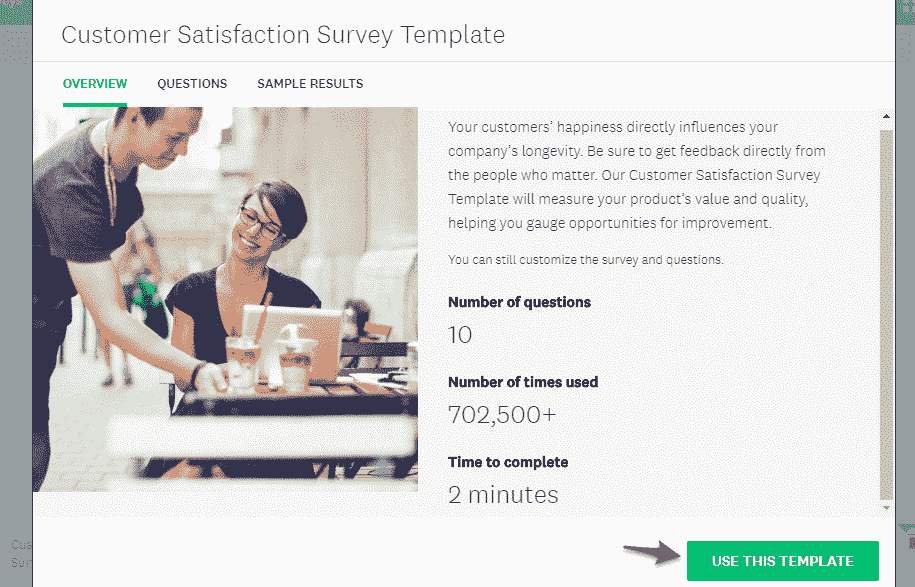 Customer Satisfaction Survey Template
OVERVIEW QUESTIONS SAMPLE RESULTS
Your customers' happiness directly influences your
company's longevity. Be sure to get feedback directly from
the people who matter. Our Customer Satisfaction Survey
Template will measure your product's value and quality,
helping you gauge opportunities for improvement.
You can still customize the survey and questions.
Number of questions
10
Number of times used
702,500+
Time to complete
2 minutes
USE THIS TEMPLATE